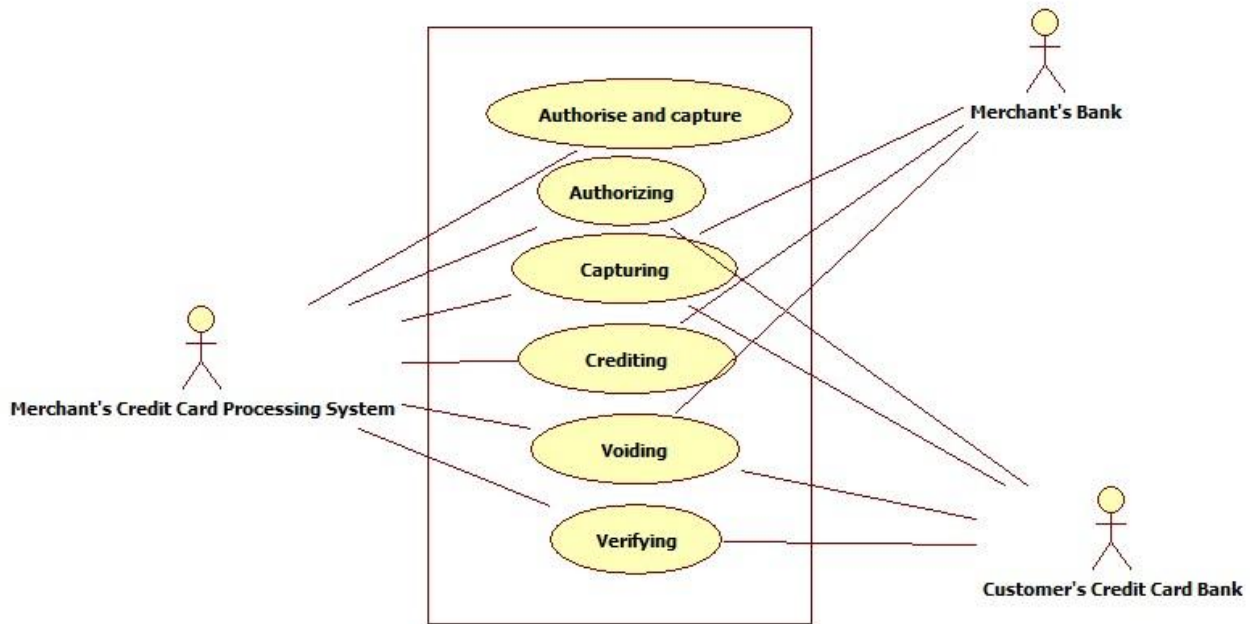 Merchant's Bank
Authorise and capture
Authorizing
Capturing
Crediting
Merchant's Credit Card Processing System
Voiding
Verifying
Customer's Credit Card Bank